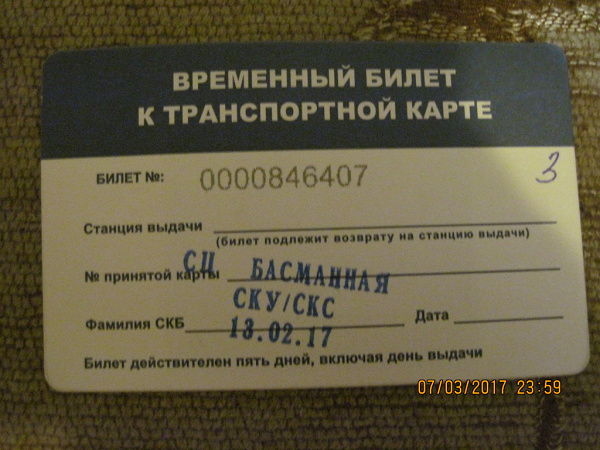 ВРЕМЕННЫЙ БИЛЕТ
К ТРАНСПОРТНОЙ КАРТЕ
БИЛЕТ №: 0000846407
3
Станция выдачи
(билет подлежит возврату на станцию выдачи)
№ принятой карты
СЦ БАСМАННАЯ
СКУ/СКС
Фамилия СКБ Дата
13.02.17
Билет действителен пять дней, включая день выдачи
07/03/2017 23:59